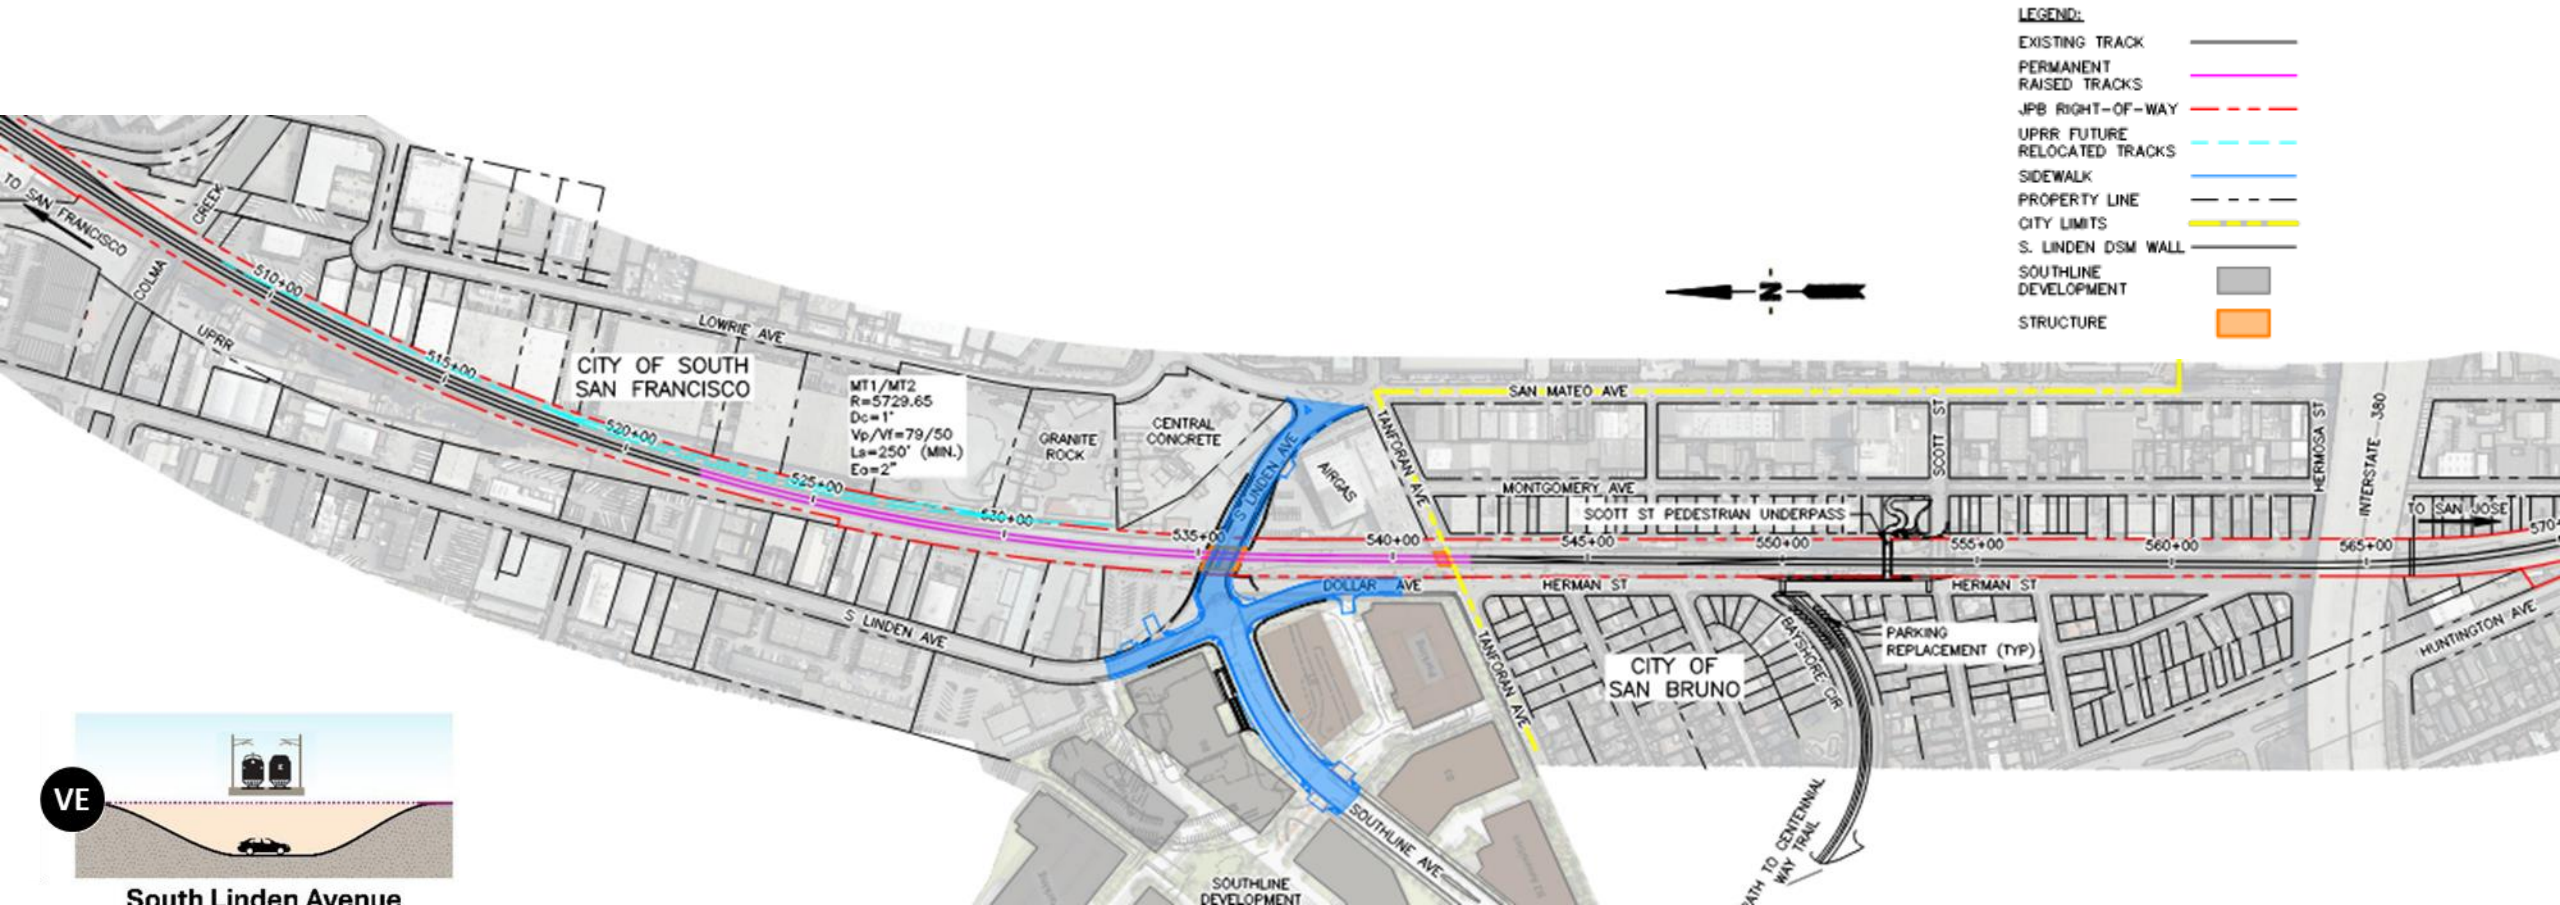 LEGEND:
EXISTING TRACK
PERMANENT
RAISED TRACKS
JPB RIGHT-OF-WAY
UPRR FUTURE
RELOCATED TRACKS
SIDEWALK
PROPERTY LINE
CITY LIMITS
S. LINDEN DSM WALL
SOUTHLINE
DEVELOPMENT
STRUCTURE
N
TO SAN FRANCISCO
COLMA
CREEK
UPRR
510+00
515+00
520+00
525+00
530+00
535+00
540+00
545+00
550+00
555+00
560+00
565+00
LOWRIE AVE
CITY OF SOUTH
SAN FRANCISCO
MT1/MT2
R=5729.65
Dc=1°
Vp/Vf=79/50
Ls=250' (MIN.)
Ea=2"
GRANITE
ROCK
CENTRAL
CONCRETE
S LINDEN AVE
AIRGAS
TANFORAN AVE
SAN MATEO AVE
MONTGOMERY AVE
SCOTT ST PEDESTRIAN UNDERPASS
SCOTT ST
HERMOSA ST
INTERSTATE 380
TO SAN JOSE
DOLLAR AVE
HERMAN ST
HERMAN ST
S LINDEN AVE
TANFORAN AVE
CITY OF
SAN BRUNO
BAYSHORE CIR
PARKING
REPLACEMENT (TYP)
HUNTINGTON AVE
TO CENTENNIAL
WAY TRAIL
SOUTHLINE AVE
SOUTHLINE
DEVELOPMENT
VE
South Linden Avenue